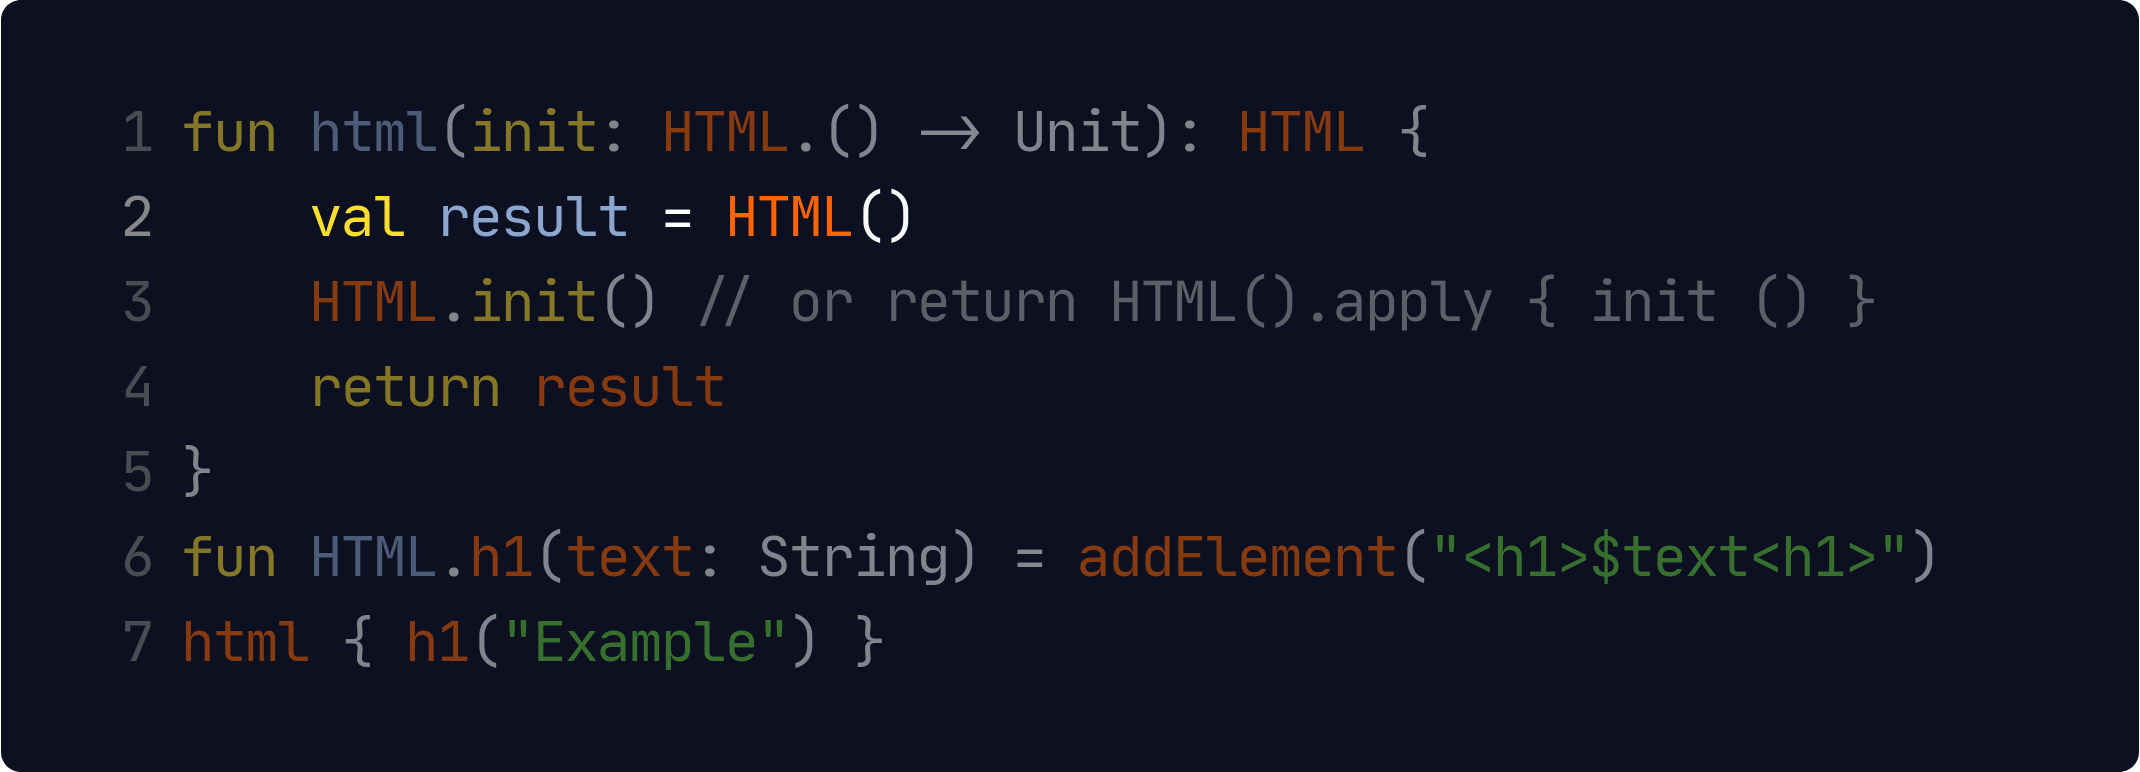 1 fun html(init: HTML.() -> Unit): HTML {
2     val result = HTML()
3     HTML.init() // or return HTML().apply { init () }
4     return result
5 }
6 fun HTML.h1(text: String) = addElement("<h1>$text<h1>")
7 html { h1("Example") }